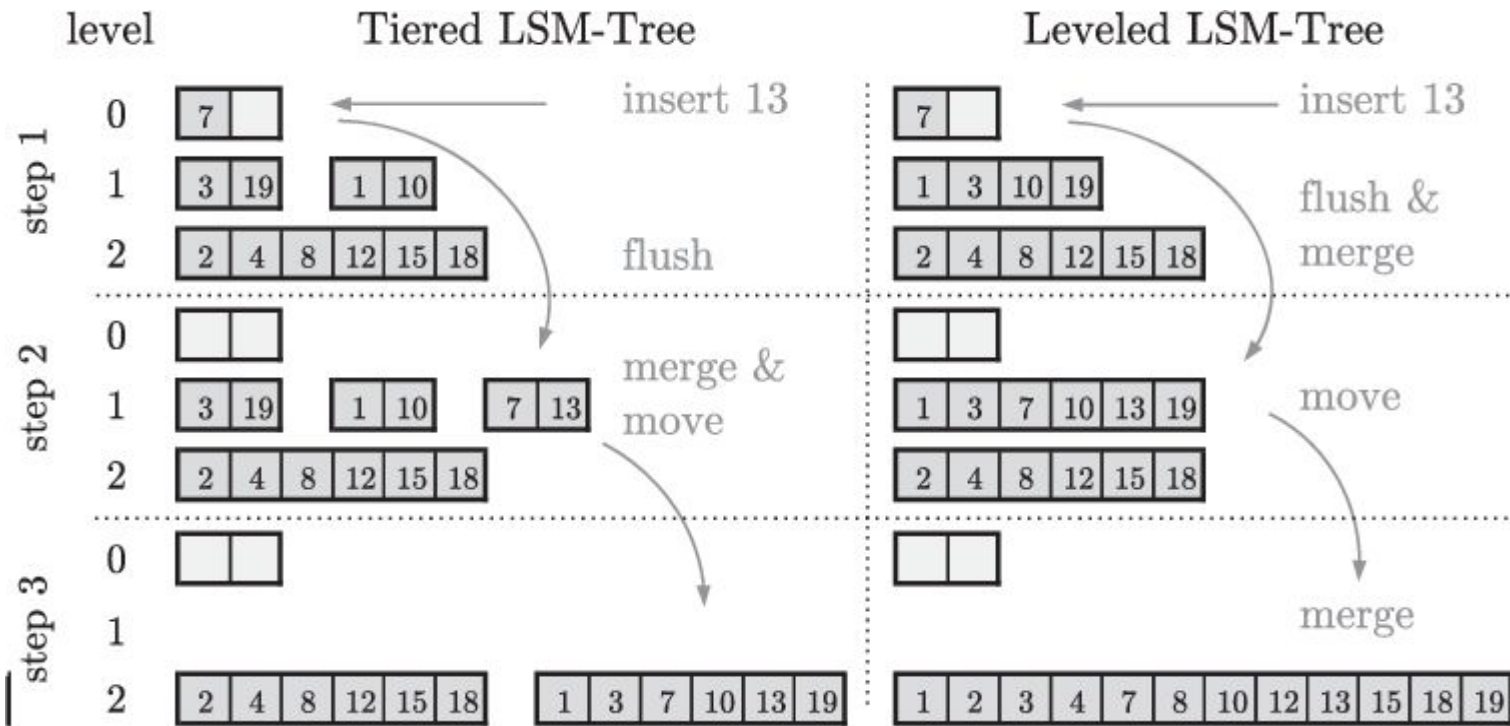 level Tiered LSM-Tree Leveled LSM-Tree
step 1
0 7 insert 13 7 insert 13
1 3 19 1 10 1 3 10 19 flush &
2 2 4 8 12 15 18 flush 2 4 8 12 15 18 merge
step 2
0
1 3 19 1 10 7 13 merge & move 1 3 7 10 13 19 move
2 2 4 8 12 15 18 2 4 8 12 15 18
step 3
0
1 merge
2 2 4 8 12 15 18 1 3 7 10 13 19 1 2 3 4 7 8 10 12 13 15 18 19